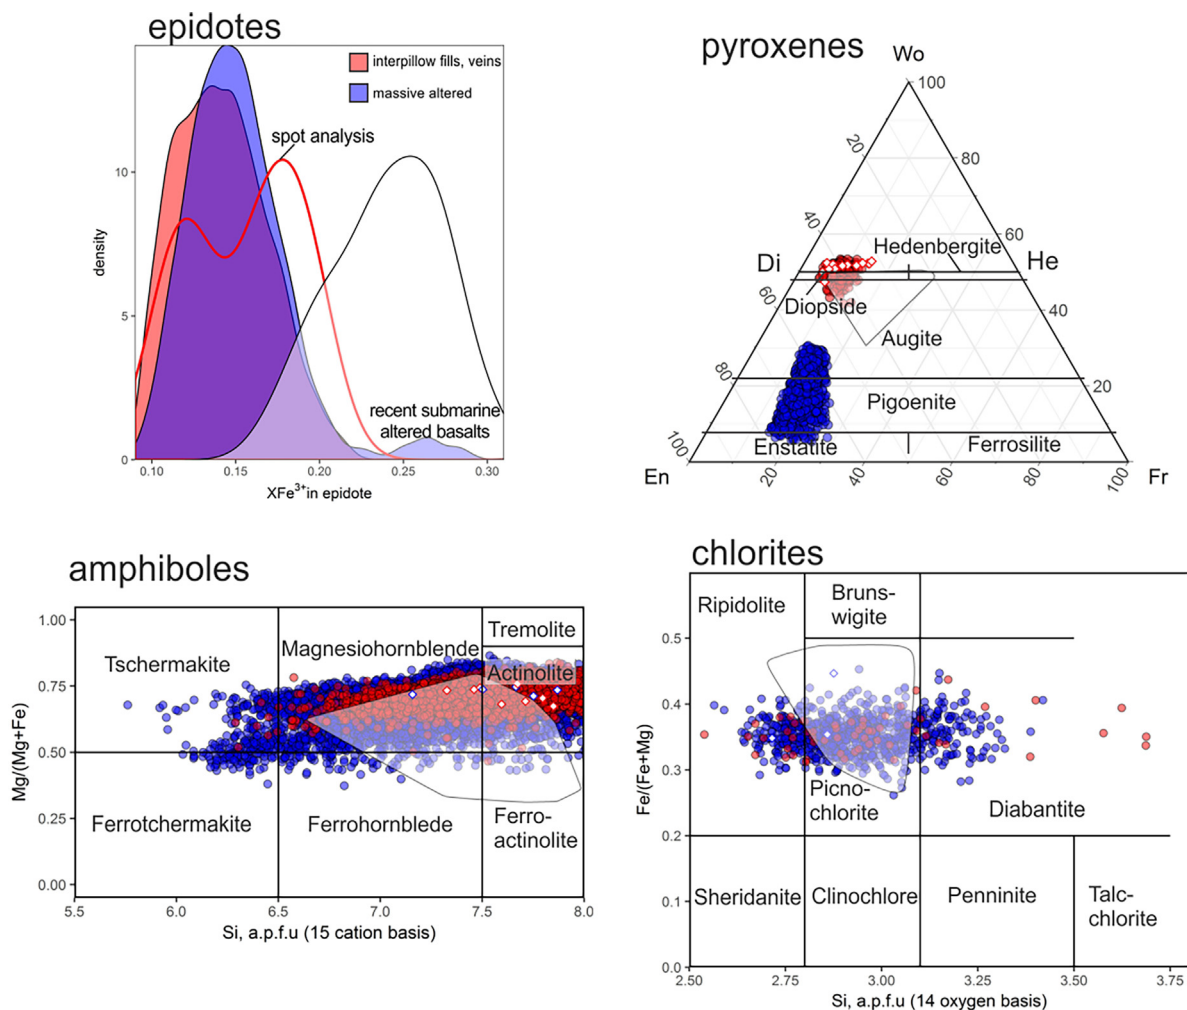 epidotes
interpillow fills, veins
massive altered
spot analysis
recent submarine
altered basalts
density
10
5
0
0.10
0.15
0.20
0.25
0.30
XFe3+in epidote
pyroxenes
Wo
100
20
80
40
60
Hedenbergite
Di
He
60
Diopside
40
Augite
80
20
Pigoenite
100
Enstatite
Ferrosilite
En
20
40
60
80
100
Fr
amphiboles
1.00
0.75
0.50
0.25
0.00
Mg/(Mg+Fe)
Tschermakite
Magnesiohornblende
Tremolite
Actinolite
Ferrotchermakite
Ferrohornblede
Ferro-
actinolite
5.5
6.0
6.5
7.0
7.5
8.0
Si, a.p.f.u (15 cation basis)
chlorites
Ripidolite
Bruns-
wigite
0.5
0.4
0.3
0.2
0.1
0.0
Fe/(Fe+Mg)
Picno-
chlorite
Diabantite
Sheridanite
Clinochlore
Penninite
Talc-
chlorite
2.50
2.75
3.00
3.25
3.50
3.75
Si, a.p.f.u (14 oxygen basis)